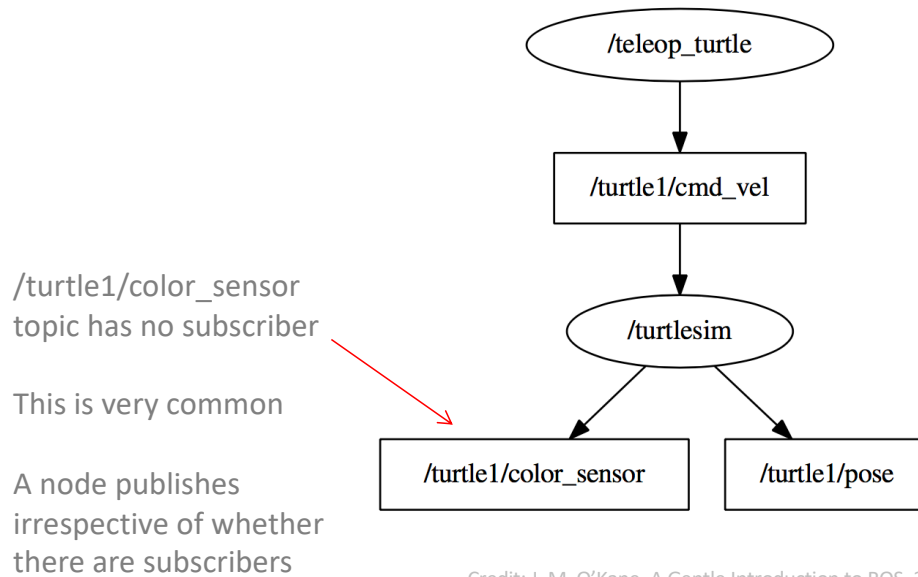 /teleop_turtle
/turtle1/cmd_vel
/turtlesim
/turtle1/color_sensor
/turtle1/pose
/turtle1/color_sensor
topic has no subscriber
This is very common
A node publishes
irrespective of whether
there are subscribers
Credit: J. M. O'Kane, A Gentle Introduction to ROS,